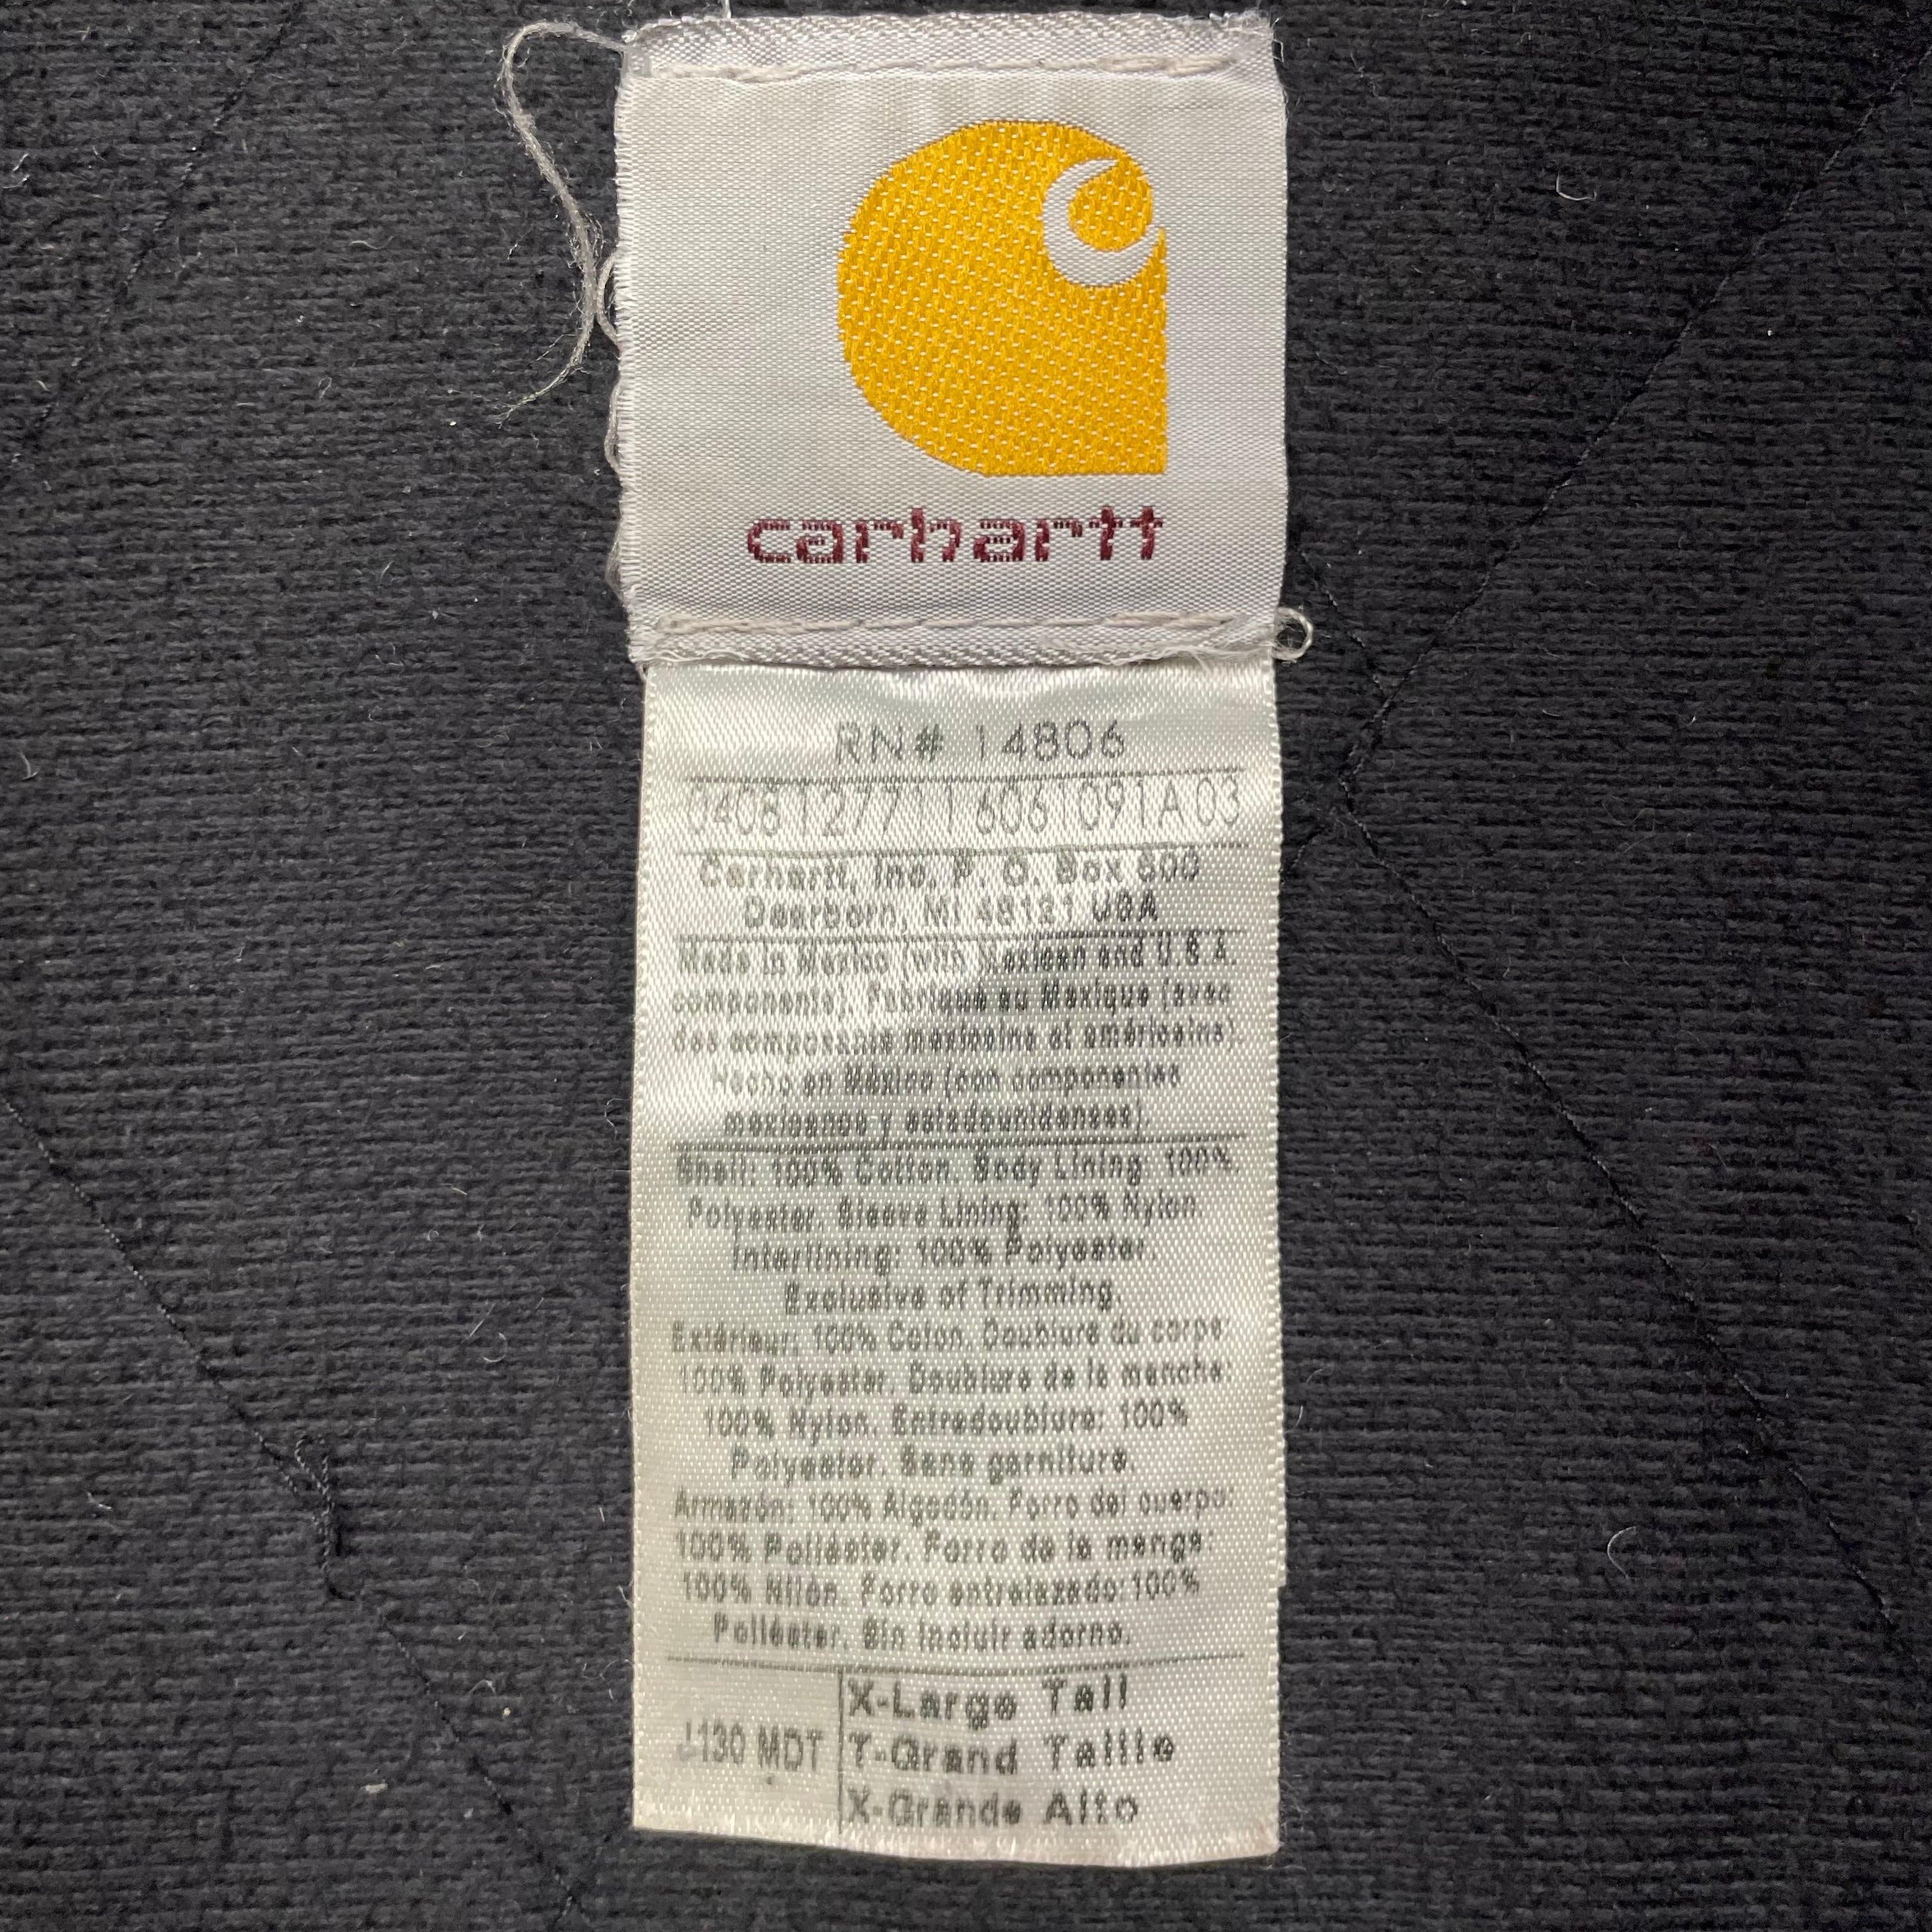 carhartt
RN# 14806
0406127711 6061091A 03
Carhartt, Inc. P. O. Box 600
Dearborn, MI 48121 USA
Made in Mexico (with Mexican and U.S.A.
components). Fabriqué au Mexique (avec
des composants mexicains et américains)
Hecho en México (con componentes
mexicanos y estadounidenses)
Shell: 100% Cotton. Body Lining: 100%
Polyester. Sleeve Lining: 100% Nylon.
Interlining: 100% Polyester.
Exclusive of Trimming.
Extérieur: 100% Coton. Doublure du corps
100% Polyester. Doublure de la manche
100% Nylon. Entredoublure: 100%
Polyester. Sans garniture.
Armazón: 100% Algodón. Forro del cuerpo:
100% Poliéster. Forro de la manga:
100% Nilón. Forro entrelazado: 100%
Poliéster. Sin incluir adorno.
J130 MDT
X-Large Tall
T-Grand Taille
X-Grande Alto